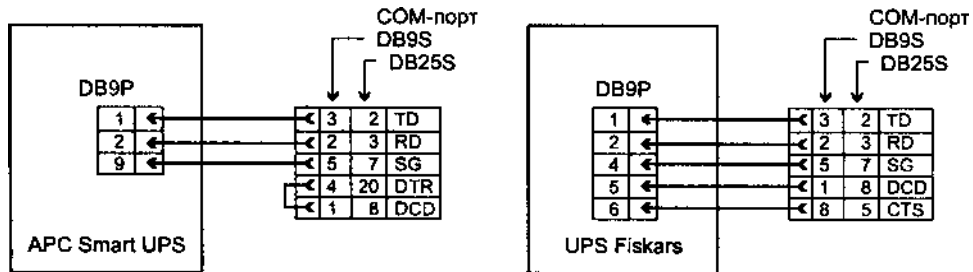 COM-порт
DB9S
DB25S
DB9P
1 3 2 TD
2 2 3 RD
9 5 7 SG
4 20 DTR
1 8 DCD
APC Smart UPS
COM-порт
DB9S
DB25S
DB9P
1 3 2 TD
2 2 3 RD
4 5 7 SG
5 1 8 DCD
6 8 5 CTS
UPS Fiskars